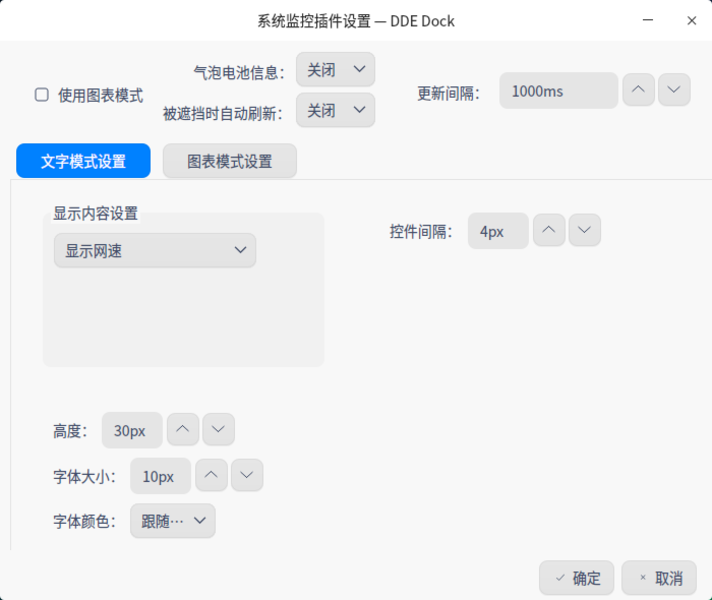 系统监控插件设置 — DDE Dock
使用图表模式
气泡电池信息： 关闭
被遮挡时自动刷新： 关闭
更新间隔： 1000ms
文字模式设置 图表模式设置
显示内容设置
显示网速
控件间隔： 4px
高度： 30px
字体大小： 10px
字体颜色： 跟随…
确定 取消